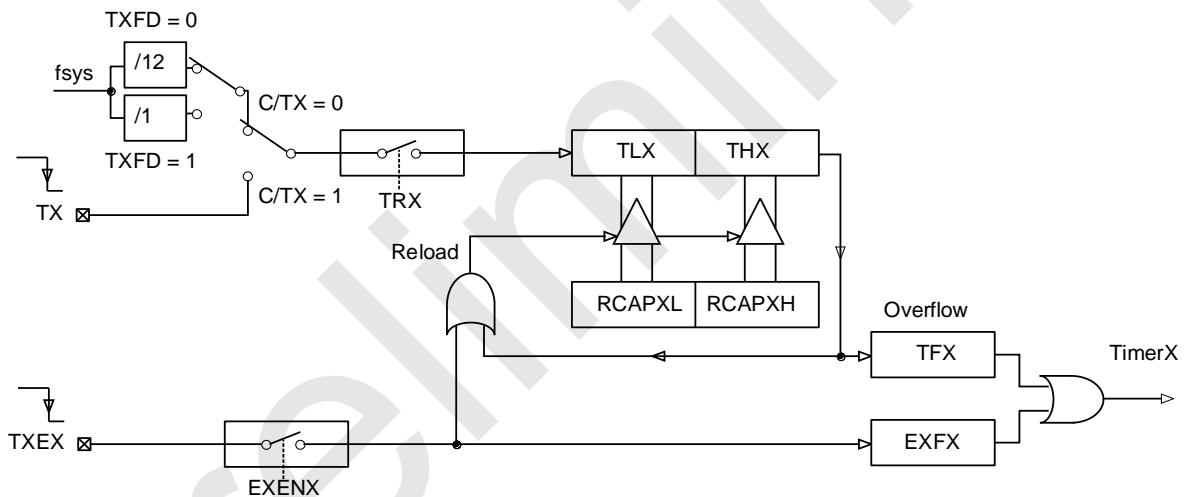 TXFD = 0
/12
fsys
C/TX = 0
/1
TXFD = 1
TLX
THX
TX
C/TX = 1
TRX
Reload
RCAPXL
RCAPXH
Overflow
TFX
TimerX
TXEX
EXFX
EXENX